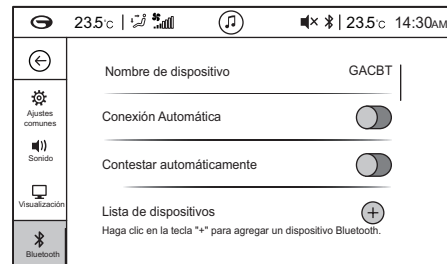 23.5°C 23.5°C 14:30AM
Nombre de dispositivo GACBT
Ajustes
comunes
Conexión Automática
Sonido
Contestar automáticamente
Visualización
Lista de dispositivos
Haga clic en la tecla "+" para agregar un dispositivo Bluetooth.
Bluetooth